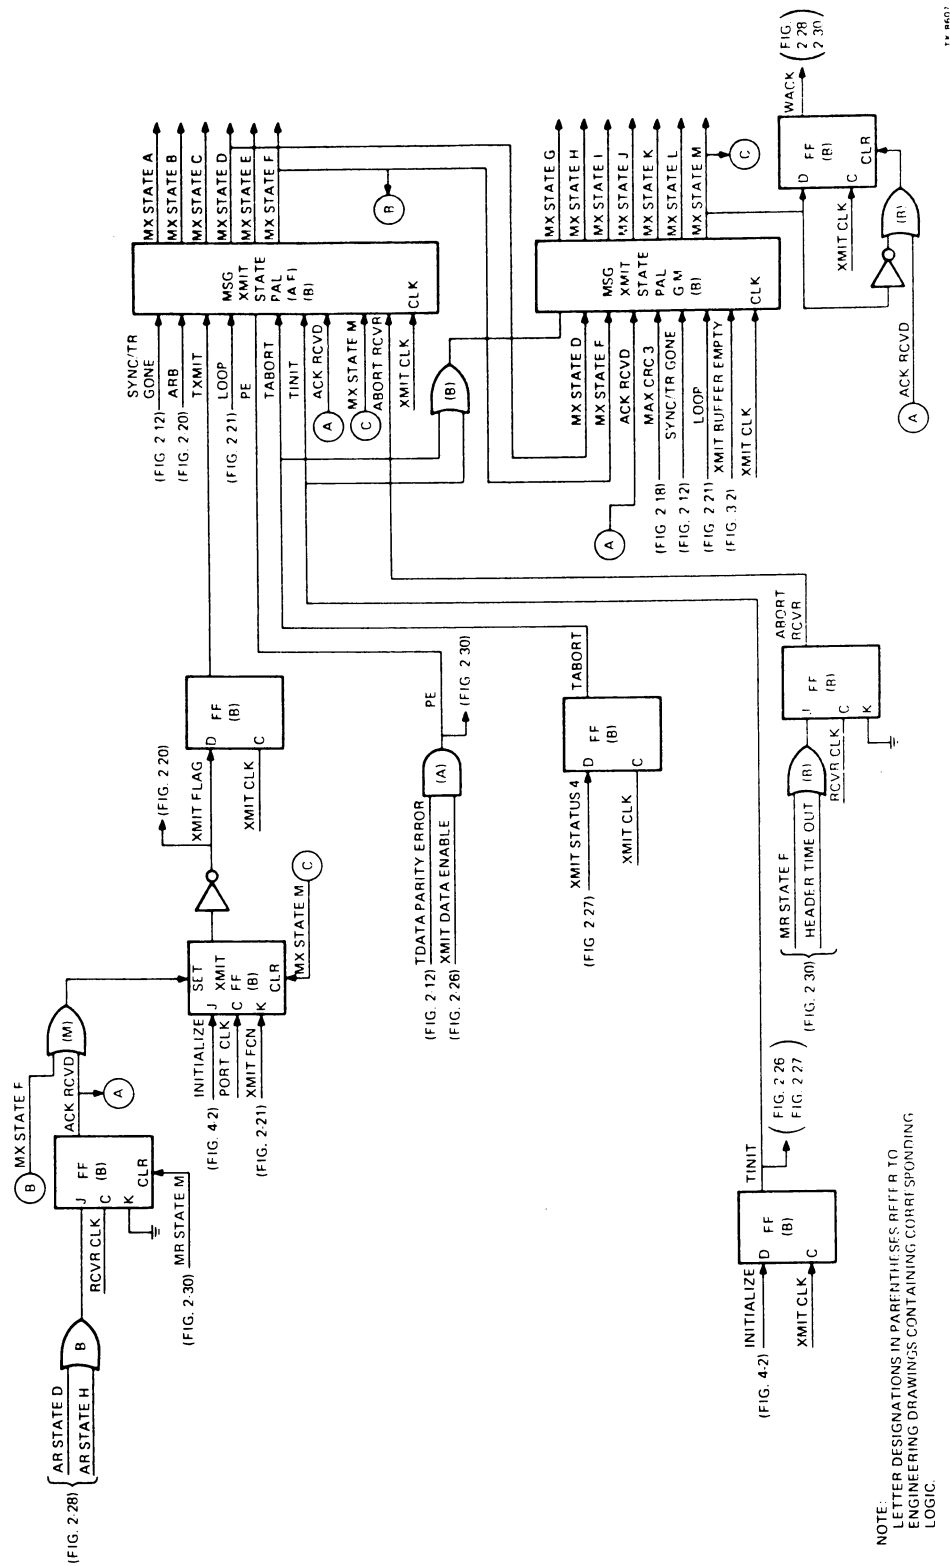 (FIG. 2-28)
AR STATE D
AR STATE H
B
RCVR CLK
J
C
K
FF
(B)
CLR
MR STATE M
(FIG. 2-30)
B
MX STATE F
ACK RCVD
A
(M)
INITIALIZE
(FIG. 4-2)
PORT CLK
XMIT FCN
(FIG. 2-21)
SET
J
C
K
XMIT
FF
(B)
CLR
MX STATE M
C
(FIG. 2-20)
XMIT FLAG
XMIT CLK
D
C
FF
(B)
SYNC/TR
GONE
(FIG 2 12)
ARB
(FIG 2 20)
TXMIT
LOOP
(FIG 2 21)
PE
TABORT
TINIT
ACK RCVD
A
MX STATE M
C
ABORT RCVR
XMIT CLK
MSG
XMIT
STATE
PAL
(A F)
(B)
CLK
MX STATE A
MX STATE B
MX STATE C
MX STATE D
MX STATE E
MX STATE F
B
(FIG 2-12)
TDATA PARITY ERROR
XMIT DATA ENABLE
(FIG. 2-26)
(A)
PE
(FIG 2 30)
(FIG 2-27)
XMIT STATUS 4
XMIT CLK
D
C
FF
(B)
TABORT
(B)
MX STATE D
MX STATE F
ACK RCVD
A
MAX CRC 3
(FIG 2 18)
SYNC/TR GONE
(FIG 2 12)
LOOP
(FIG 2 21)
XMIT BUFFER EMPTY
(FIG 3 2)
XMIT CLK
MSG
XMIT
STATE
PAL
G M
(B)
CLK
MX STATE G
MX STATE H
MX STATE I
MX STATE J
MX STATE K
MX STATE L
MX STATE M
C
XMIT CLK
D
C
FF
(B)
CLR
WACK
(FIG.
2 28
2 30)
ACK RCVD
A
INITIALIZE
(FIG. 4-2)
XMIT CLK
D
C
FF
(B)
TINIT
(FIG 2 26
FIG 2 27)
(FIG 2 30)
MR STATE F
HEADER TIME OUT
RCVR CLK
C
K
FF
ABORT
RCVR
NOTE:
LETTER DESIGNATIONS IN PARENTHESES REFER TO
ENGINEERING DRAWINGS CONTAINING CORRESPONDING
LOGIC.